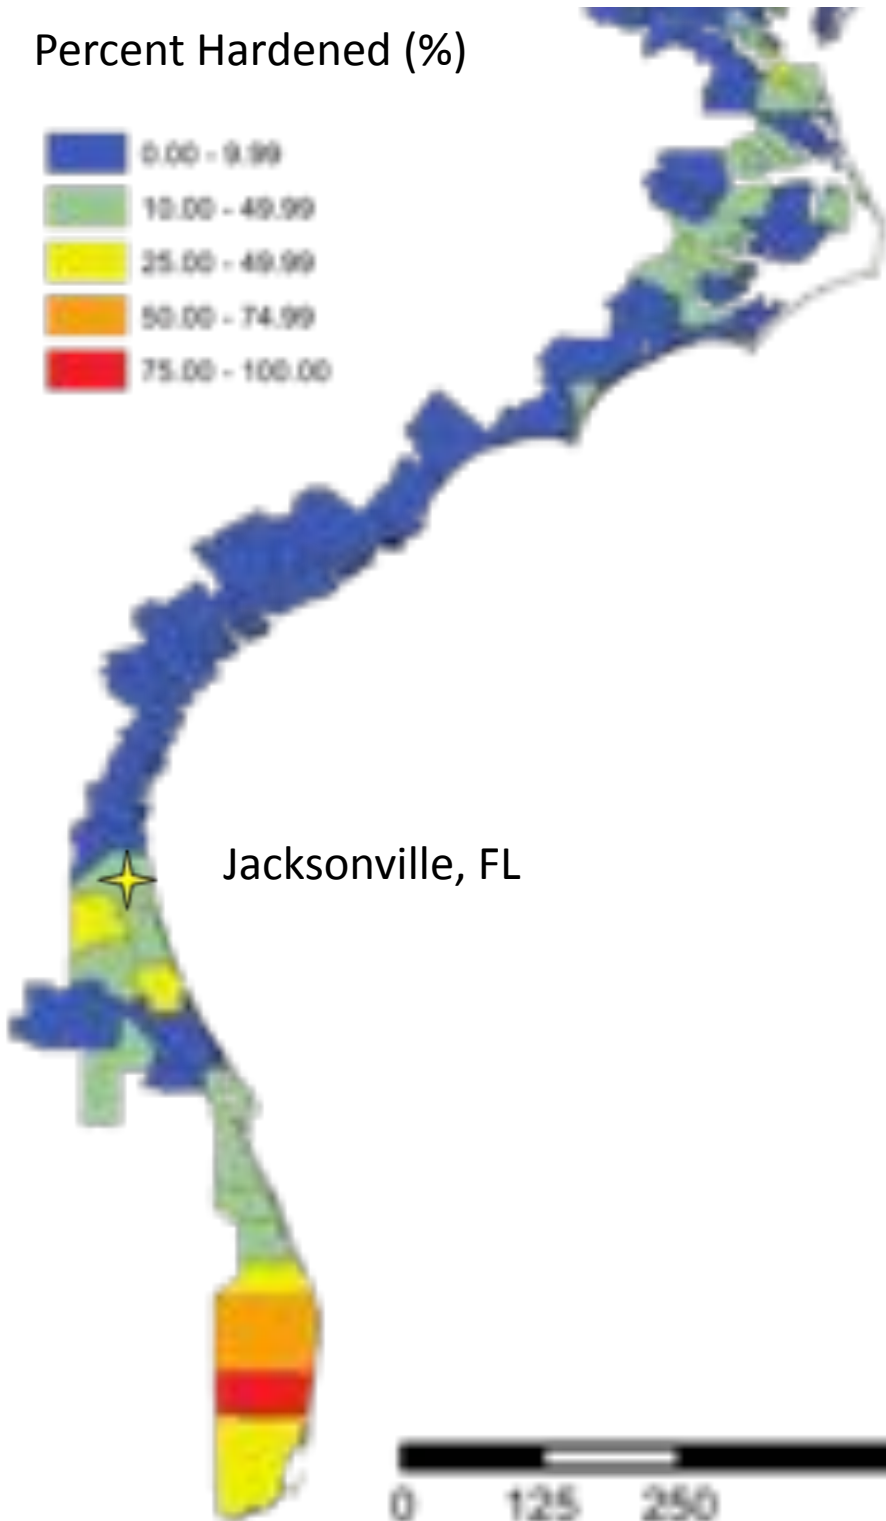 Percent Hardened (%)
0.00 - 9.99
10.00 - 49.99
25.00 - 49.99
50.00 - 74.99
75.00 - 100.00
Jacksonville, FL
0 125 250